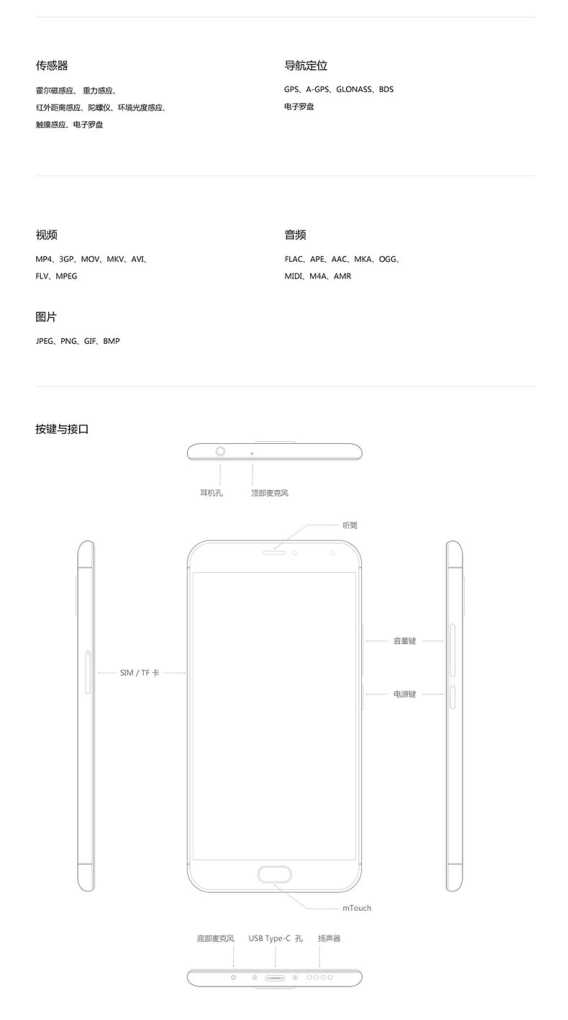 传感器
霍尔磁感应、 重力感应、
红外距离感应、陀螺仪、环境光度感应、
触摸感应、电子罗盘
导航定位
GPS、A-GPS、GLONASS、BDS
电子罗盘
视频
MP4、3GP、MOV、MKV、AVI、
FLV、MPEG
音频
FLAC、APE、AAC、MKA、OGG、
MIDI、M4A、AMR
图片
JPEG、PNG、GIF、BMP
按键与接口
耳机孔
顶部麦克风
听筒
音量键
SIM / TF 卡
电源键
mTouch
底部麦克风
USB Type-C 孔
扬声器